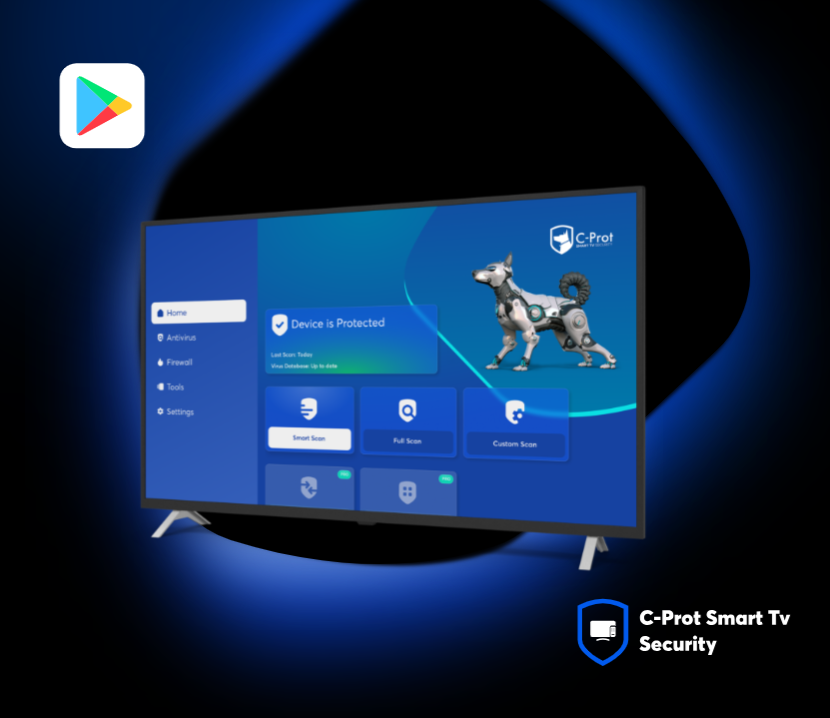 C-Prot
SMART TV SECURITY
Home
Device is Protected
Antivirus
Last Scan: Today
Firewall
Virus Database: Up to date
Tools
Settings
Smart Scan
Full Scan
Custom Scan
C-Prot Smart Tv
Security